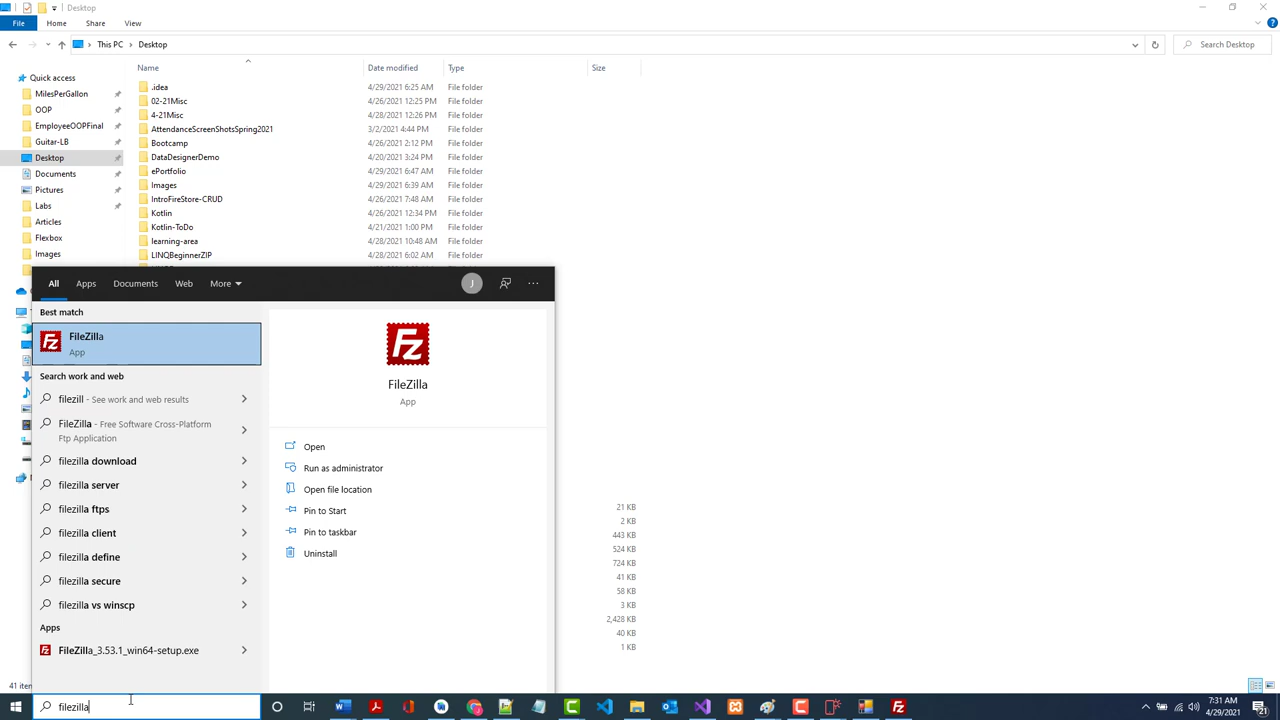 Desktop
File Home Share View
This PC Desktop Search Desktop
Name Date modified Type Size
Quick access
MilesPerGallon
OOP
EmployeeOOPFinal
Guitar-LB
Desktop
Documents
Pictures
Labs
Articles
Flexbox
Images
.idea 4/29/2021 6:25 AM File folder
02-21Misc 4/26/2021 12:25 PM File folder
4-21Misc 4/28/2021 12:26 PM File folder
AttendanceScreenShotsSpring2021 3/2/2021 4:44 PM File folder
Bootcamp 4/26/2021 2:12 PM File folder
DataDesignerDemo 4/20/2021 3:24 PM File folder
ePortfolio 4/29/2021 6:47 AM File folder
Images 4/29/2021 6:39 AM File folder
IntroFireStore-CRUD 4/26/2021 7:48 AM File folder
Kotlin 4/26/2021 12:34 PM File folder
Kotlin-ToDo 4/21/2021 1:00 PM File folder
learning-area 4/28/2021 10:48 AM File folder
LINQBeginnerZIP 4/28/2021 6:02 AM File folder
All Apps Documents Web More J
Best match
FileZilla
App
Search work and web
filezill - See work and web results
FileZilla - Free Software Cross-Platform
Ftp Application
filezilla download
filezilla server
filezilla ftps
filezilla client
filezilla define
filezilla secure
filezilla vs winscp
Apps
FileZilla_3.53.1_win64-setup.exe
Fz
FileZilla
App
Open
Run as administrator
Open file location
Pin to Start
Pin to taskbar
Uninstall
21 KB
2 KB
443 KB
524 KB
724 KB
41 KB
58 KB
3 KB
2,428 KB
40 KB
1 KB
filezilla
7:31 AM
4/29/2021
21